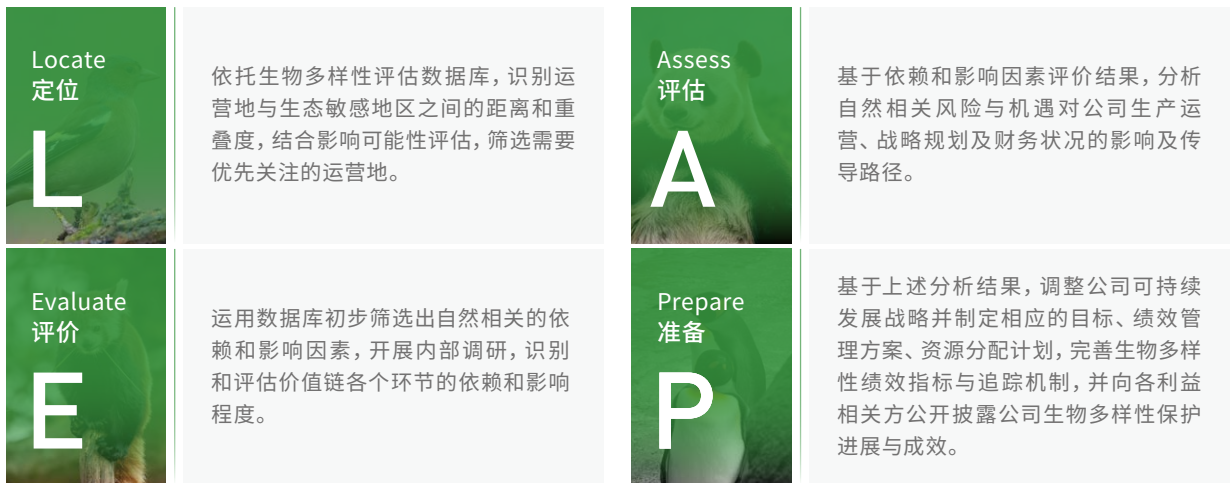 Locate
定位
L
依托生物多样性评估数据库，识别运
营地与生态敏感地区之间的距离和重
叠度，结合影响可能性评估，筛选需要
优先关注的运营地。
Evaluate
评价
E
运用数据库初步筛选出自然相关的依
赖和影响因素，开展内部调研，识别
和评估价值链各个环节的依赖和影响
程度。
Assess
评估
A
基于依赖和影响因素评价结果，分析
自然相关风险与机遇对公司生产运
营、战略规划及财务状况的影响及传
导路径。
Prepare
准备
P
基于上述分析结果，调整公司可持续
发展战略并制定相应的目标、绩效管
理方案、资源分配计划，完善生物多样
性绩效指标与追踪机制，并向各利益
相关方公开披露公司生物多样性保护
进展与成效。